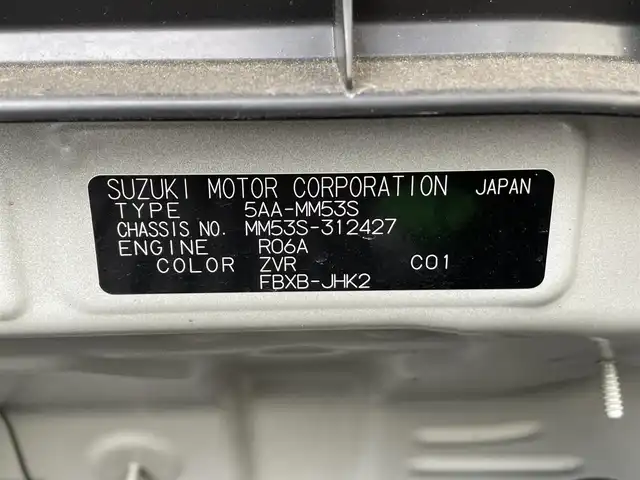 SUZUKI MOTOR CORPORATION JAPAN
TYPE 5AA-MM53S
CHASSIS NO. MM53S-312427
ENGINE R06A
COLOR ZVR C01
FBXB-JHK2